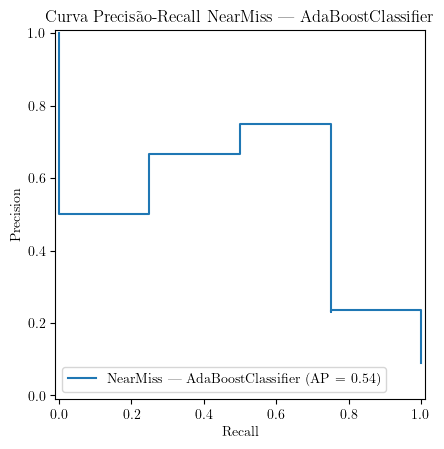 Curva Precisão-Recall NearMiss — AdaBoostClassifier
1.0
0.8
0.6
0.4
0.2
0.0
Precision
NearMiss — AdaBoostClassifier (AP = 0.54)
0.0 0.2 0.4 0.6 0.8 1.0
Recall